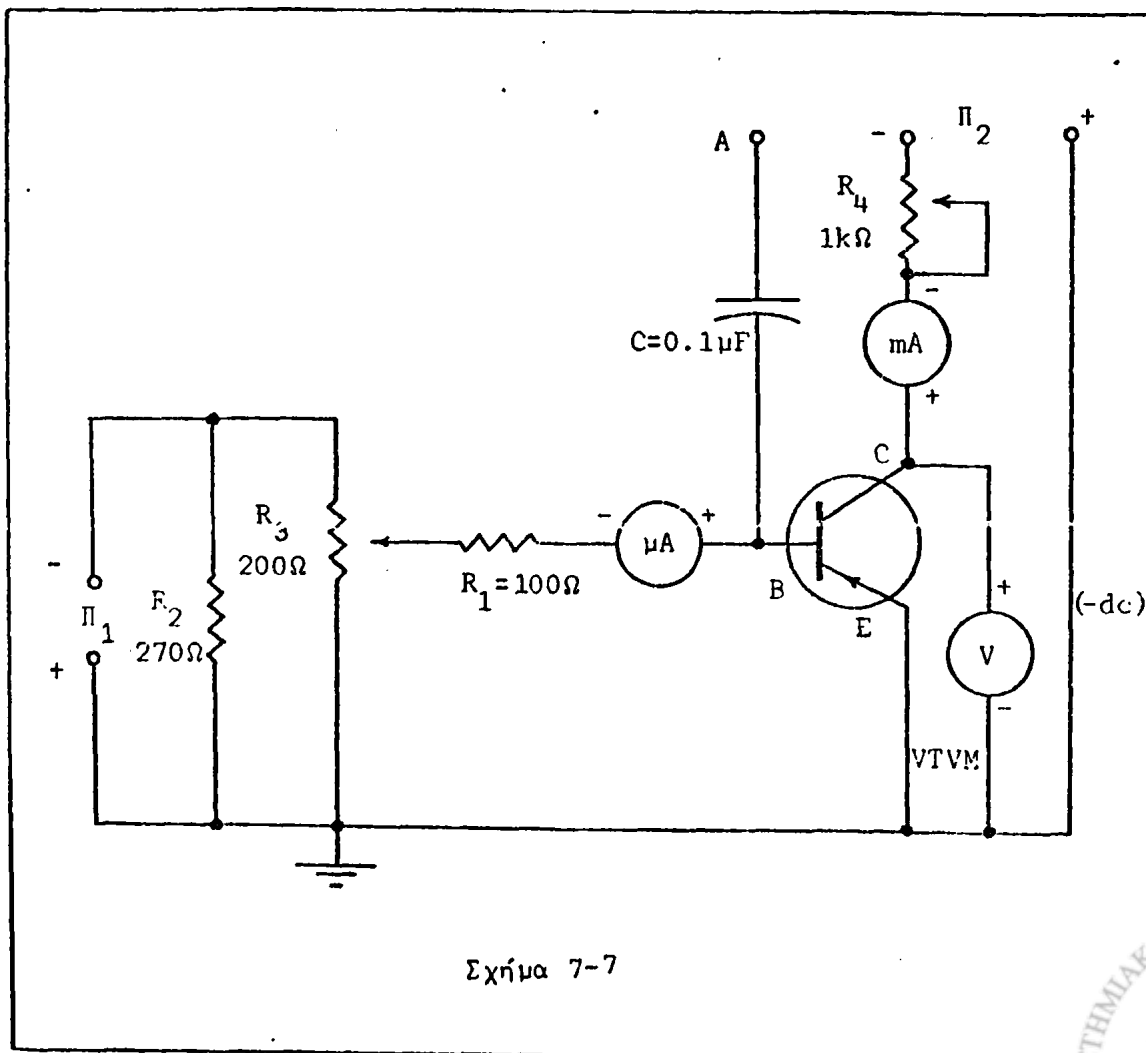 Π₂
- +
A
R₄
1kΩ
-
C=0.1μF
mA
+
C
R₃
200Ω
- μA +
R₁=100Ω
B
E
-
Π₁
+
R₂
270Ω
+
V
-
(-dc)
VTVM
Σχήμα 7-7